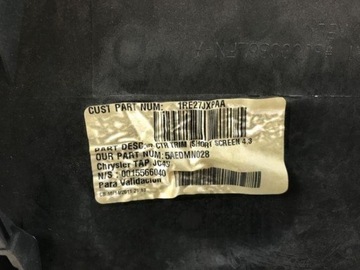 CUST PART NUM: 1RE27JXPAA
PART DESC: CTR TRIM (SHORT SCREEN 4.3
OUR PART NUM: 5AEDMN028
Chrysler TAP JC49
N/S : 0015566040
Para Validacion